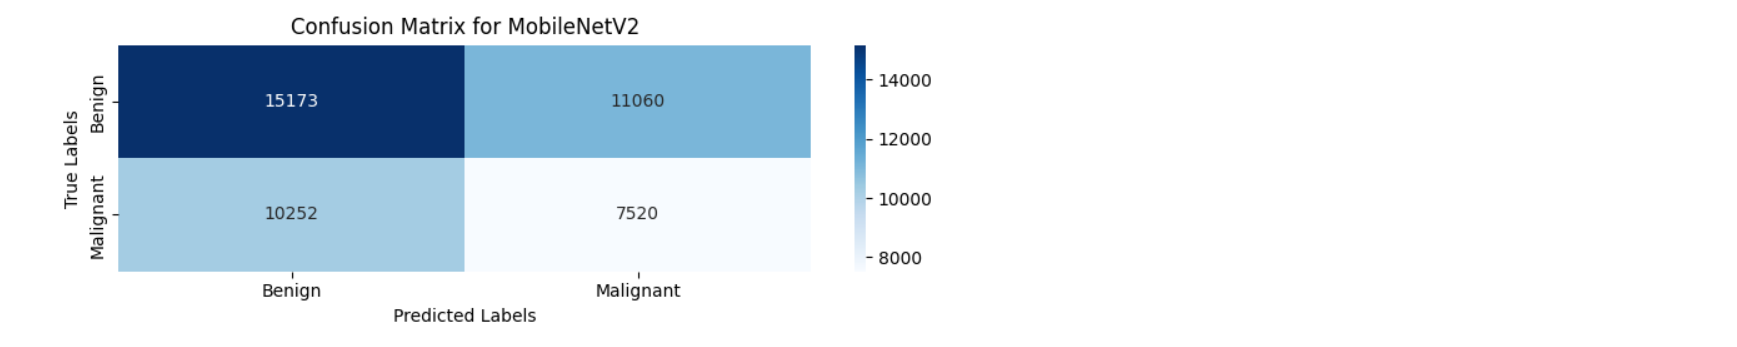 Confusion Matrix for MobileNetV2
True Labels
Benign
15173
11060
Malignant
10252
7520
Benign
Malignant
Predicted Labels
14000
12000
10000
8000